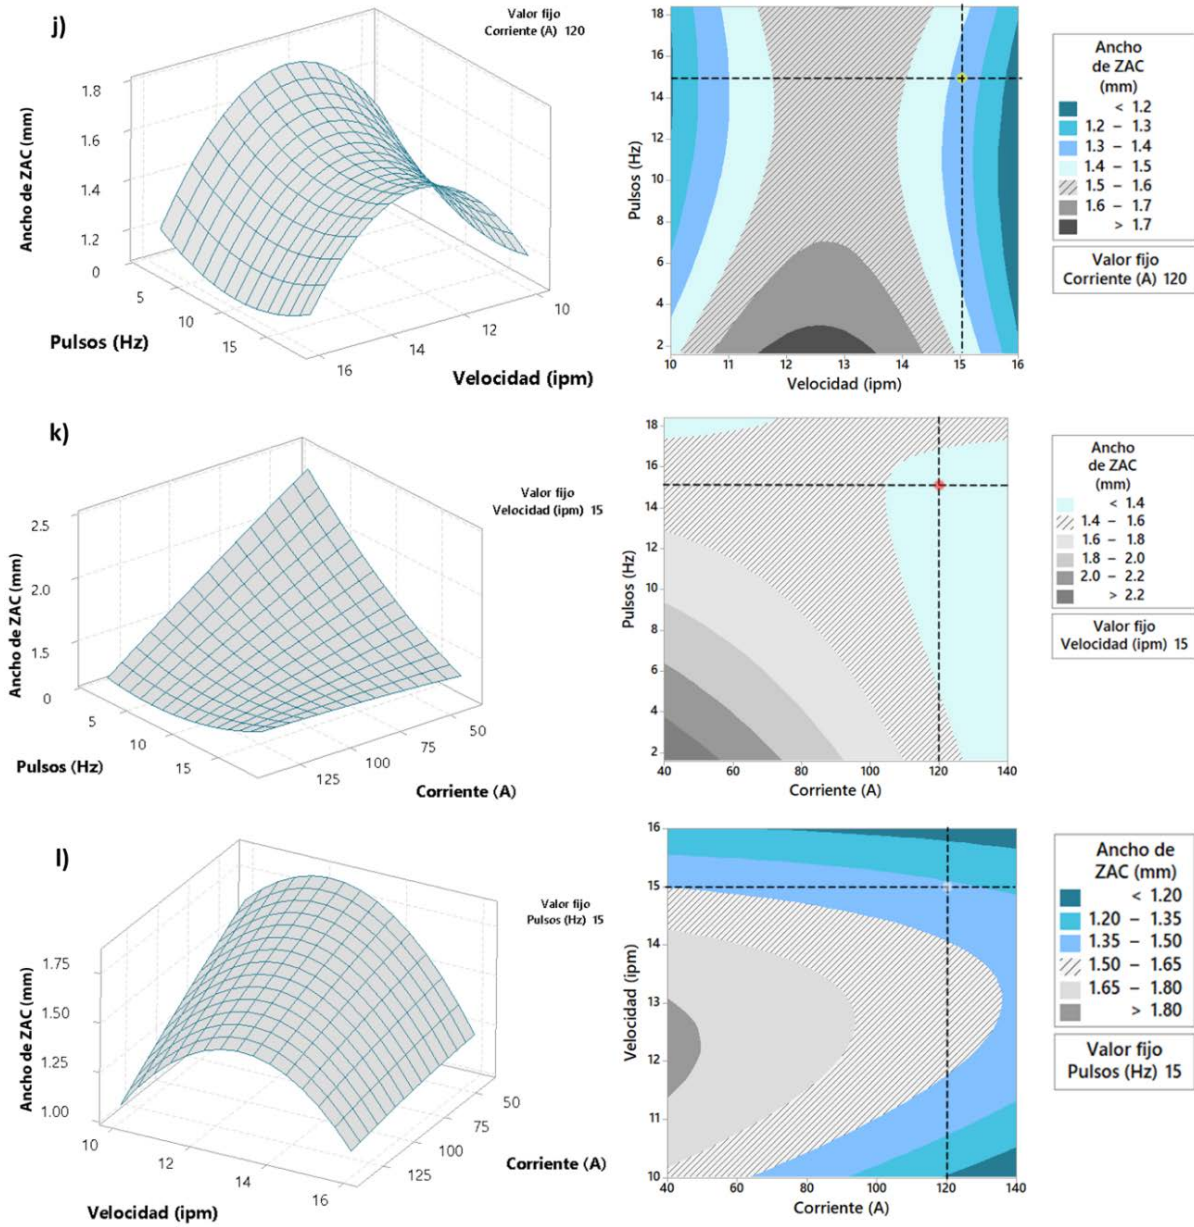 j)
Valor fijo
Corriente (A) 120
Ancho de ZAC (mm)
1.8
1.6
1.4
1.2
0
5
10
15
Pulsos (Hz)
16
14
12
10
Velocidad (ipm)
Pulsos (Hz)
18
16
14
12
10
8
6
4
2
10 11 12 13 14 15 16
Velocidad (ipm)
Ancho
de ZAC
(mm)
< 1.2
1.2 – 1.3
1.3 – 1.4
1.4 – 1.5
1.5 – 1.6
1.6 – 1.7
> 1.7
Valor fijo
Corriente (A) 120
k)
Valor fijo
Velocidad (ipm) 15
Ancho de ZAC (mm)
2.5
2.0
1.5
0
5
10
15
Pulsos (Hz)
125
100
75
50
Corriente (A)
Pulsos (Hz)
18
16
14
12
10
8
6
4
2
40 60 80 100 120 140
Corriente (A)
Ancho
de ZAC
(mm)
< 1.4
1.4 – 1.6
1.6 – 1.8
1.8 – 2.0
2.0 – 2.2
> 2.2
Valor fijo
Velocidad (ipm) 15
l)
Valor fijo
Pulsos (Hz) 15
Ancho de ZAC (mm)
1.75
1.50
1.25
1.00
10
12
14
16
Velocidad (ipm)
50
75
100
125
Corriente (A)
Velocidad (ipm)
16
15
14
13
12
11
10
40 60 80 100 120 140
Corriente (A)
Ancho de
ZAC (mm)
< 1.20
1.20 – 1.35
1.35 – 1.50
1.50 – 1.65
1.65 – 1.80
> 1.80
Valor fijo
Pulsos (Hz) 15